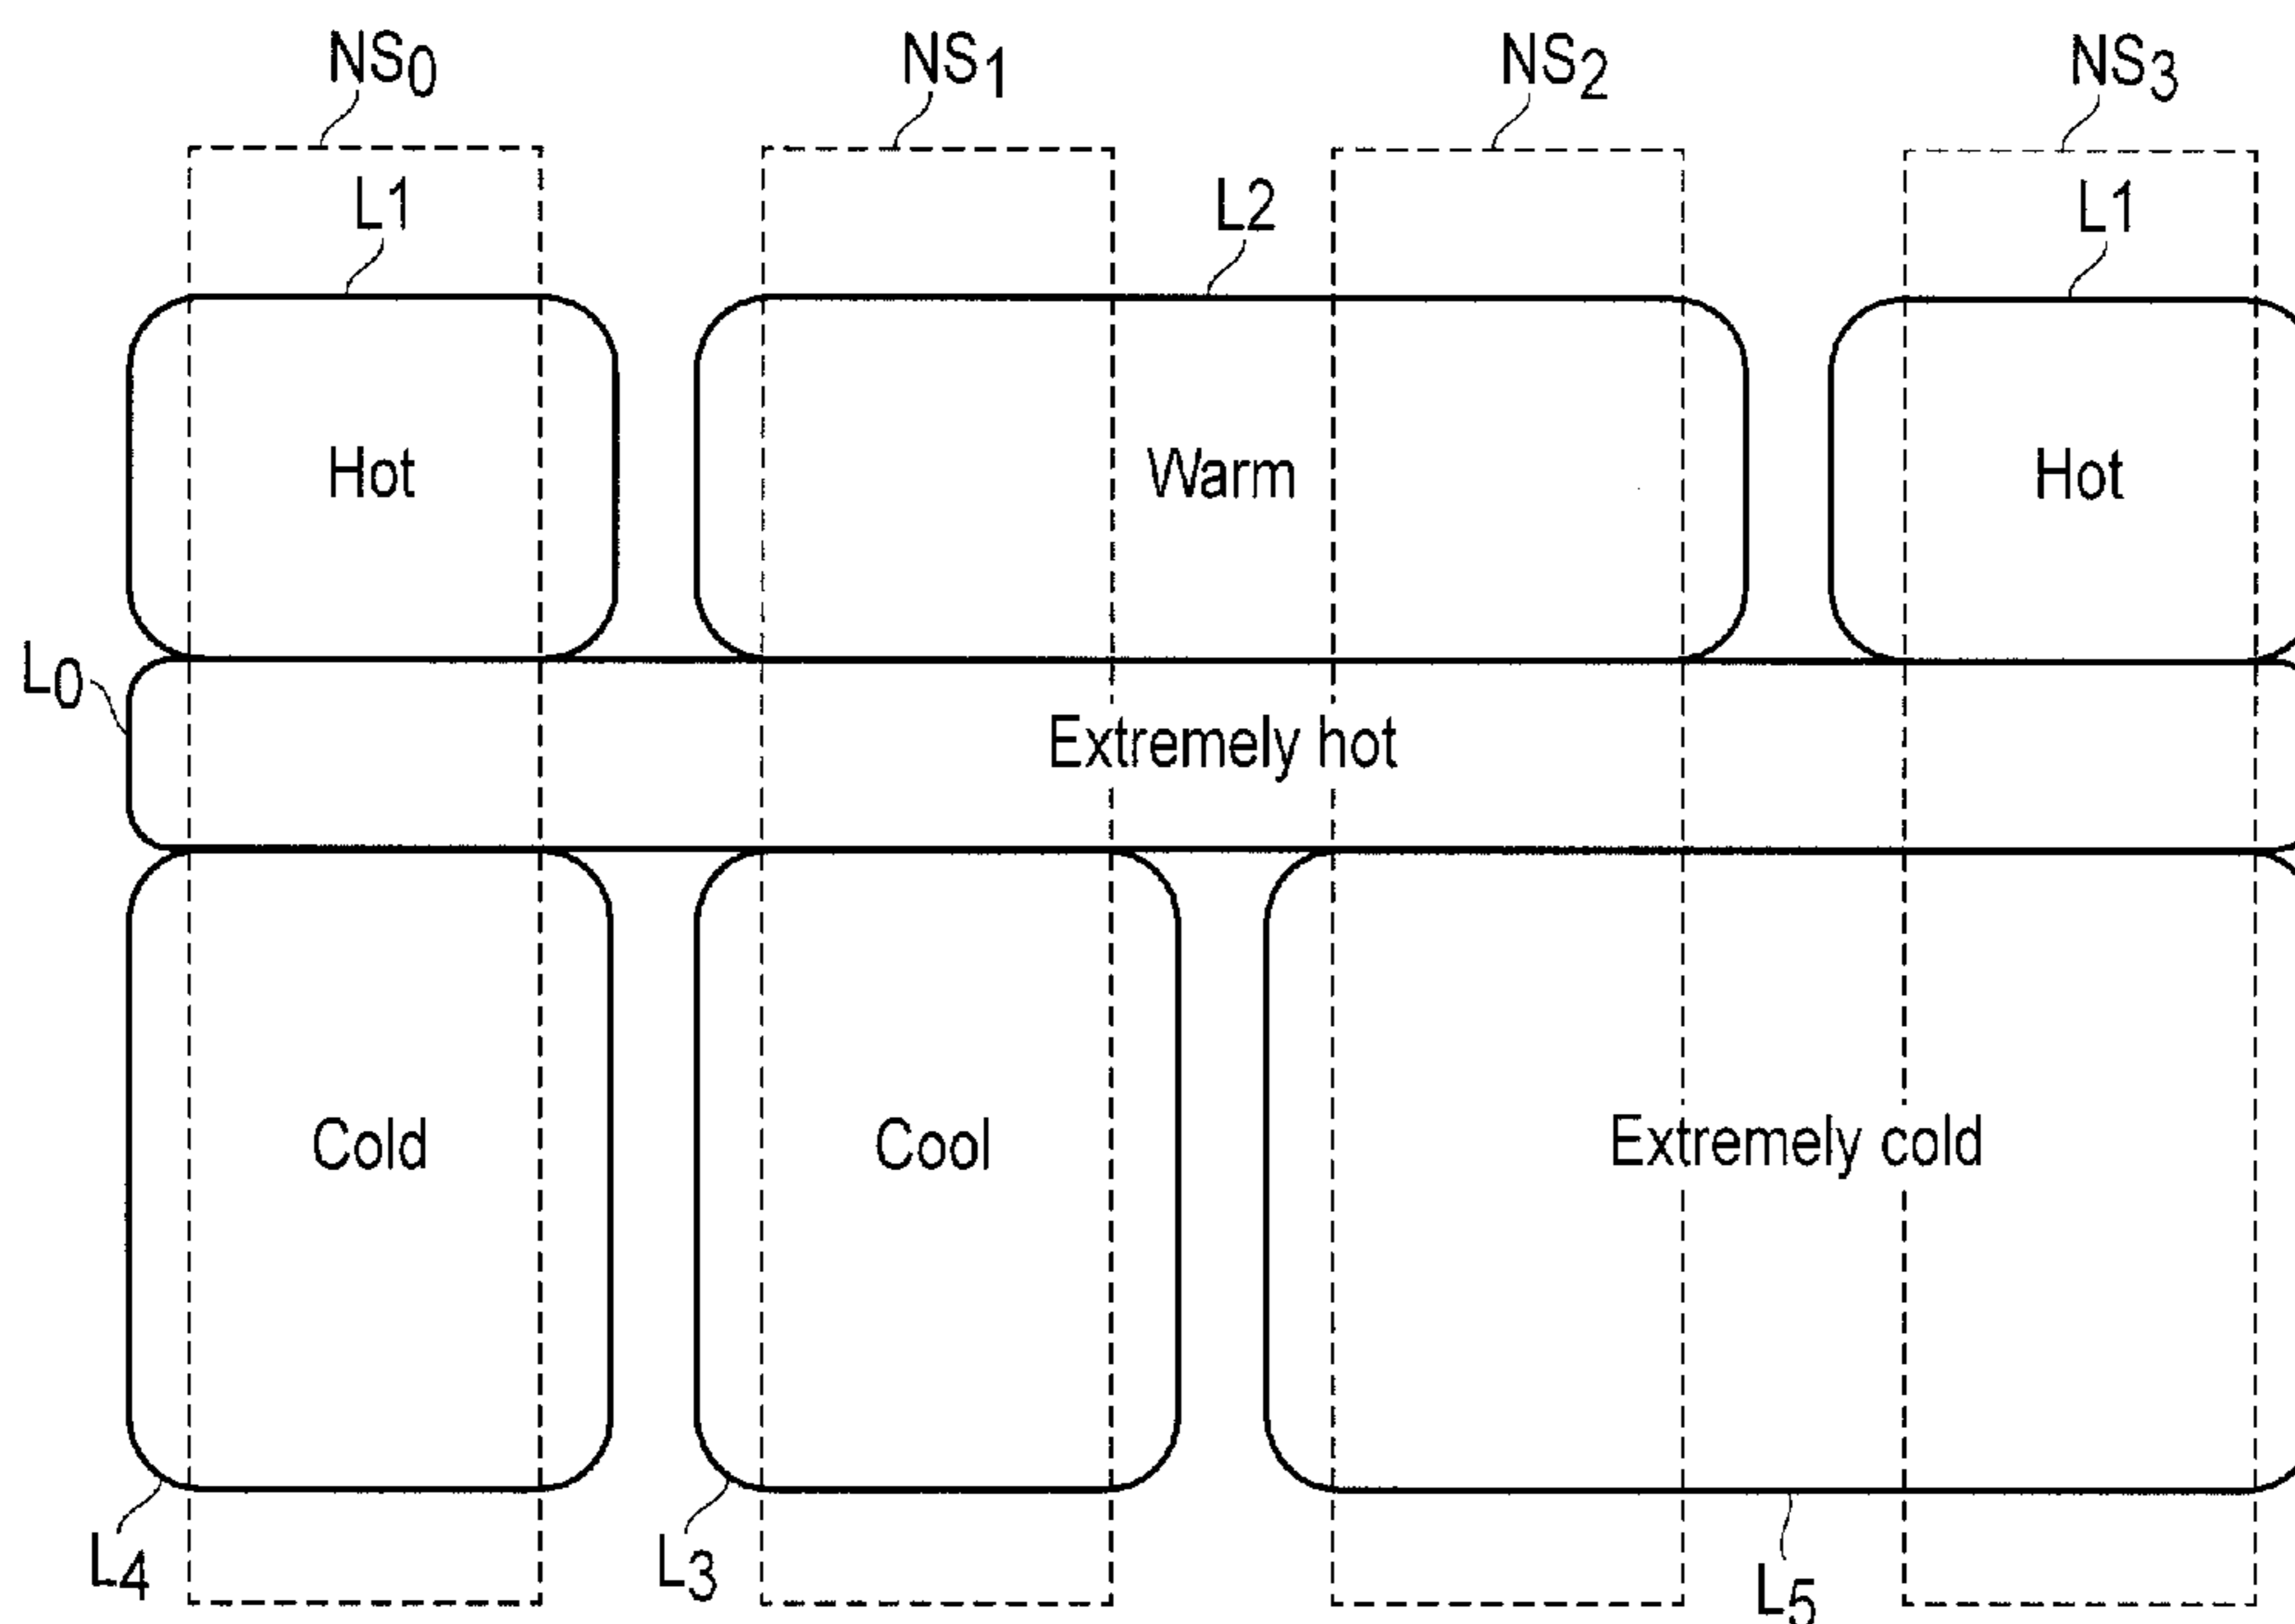 NS0 NS1 NS2 NS3
L1 L2 L1
Hot Warm Hot
L0
Extremely hot
Cold Cool Extremely cold
L4 L3 L5